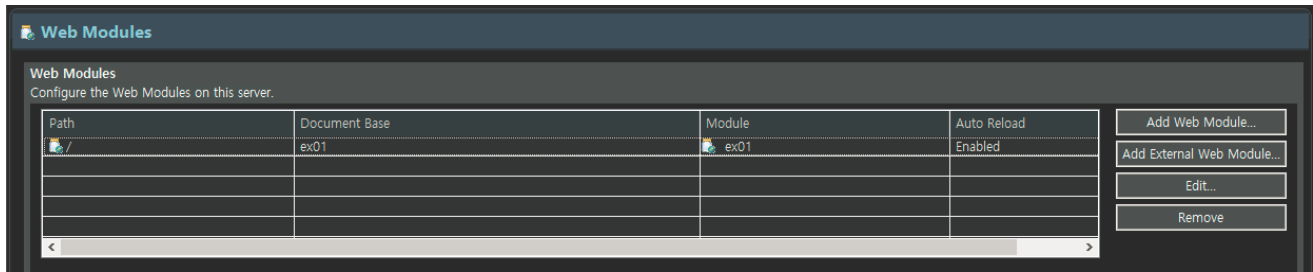 Web Modules
Web Modules
Configure the Web Modules on this server.
Path Document Base Module Auto Reload
/ ex01 ex01 Enabled
Add Web Module...
Add External Web Module...
Edit...
Remove